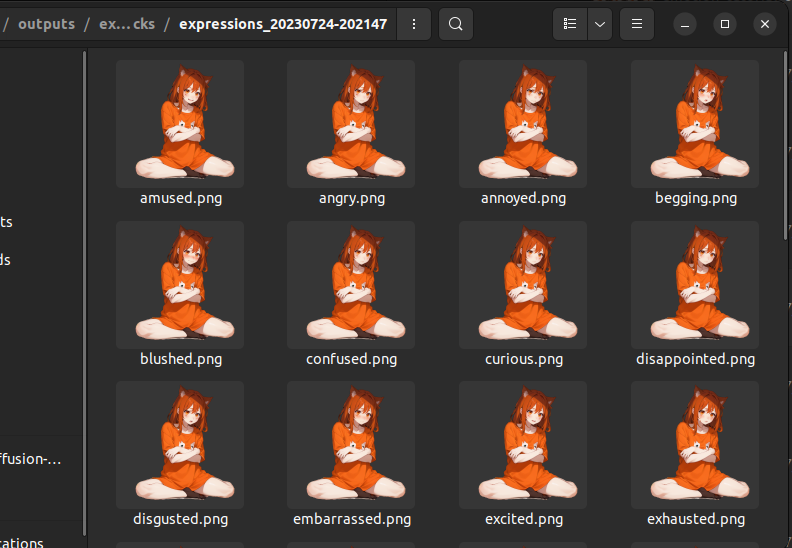 / outputs / ex…cks / expressions_20230724-202147
amused.png
angry.png
annoyed.png
begging.png
ts
blushed.png
confused.png
curious.png
disappointed.png
ds
disgusted.png
embarrassed.png
excited.png
exhausted.png
ffusion-…
cations